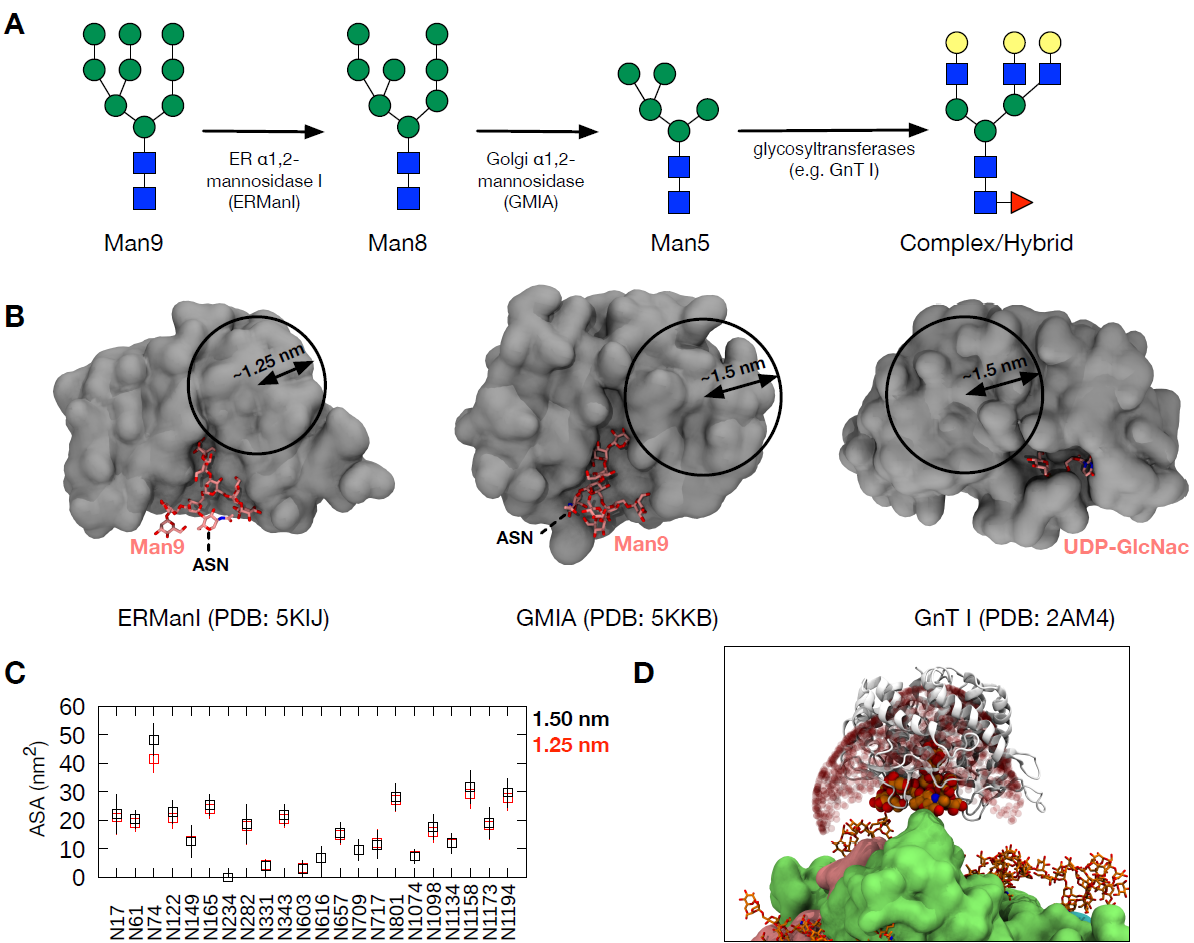 A
ER α1,2-
mannosidase I
(ERManI)
Golgi α1,2-
mannosidase
(GMIA)
glycosyltransferases
(e.g. GnT I)
Man9
Man8
Man5
Complex/Hybrid
B
~1.25 nm
Man9
ASN
~1.5 nm
ASN
Man9
~1.5 nm
UDP-GlcNac
ERManI (PDB: 5KIJ)
GMIA (PDB: 5KKB)
GnT I (PDB: 2AM4)
C
ASA (nm²)
60
50
40
30
20
10
0
1.50 nm
1.25 nm
N17
N61
N74
N122
N149
N165
N234
N282
N331
N343
N603
N616
N657
N709
N717
N801
N1074
N1098
N1134
N1158
N1173
N1194
D